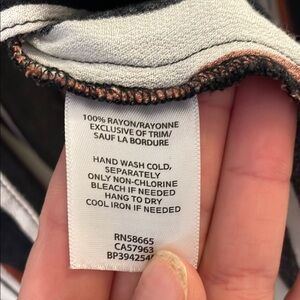 100% RAYON/RAYONNE
EXCLUSIVE OF TRIM/
SAUF LA BORDURE
HAND WASH COLD,
SEPARATELY
ONLY NON-CHLORINE
BLEACH IF NEEDED
HANG TO DRY
COOL IRON IF NEEDED
RN58665
CA57963